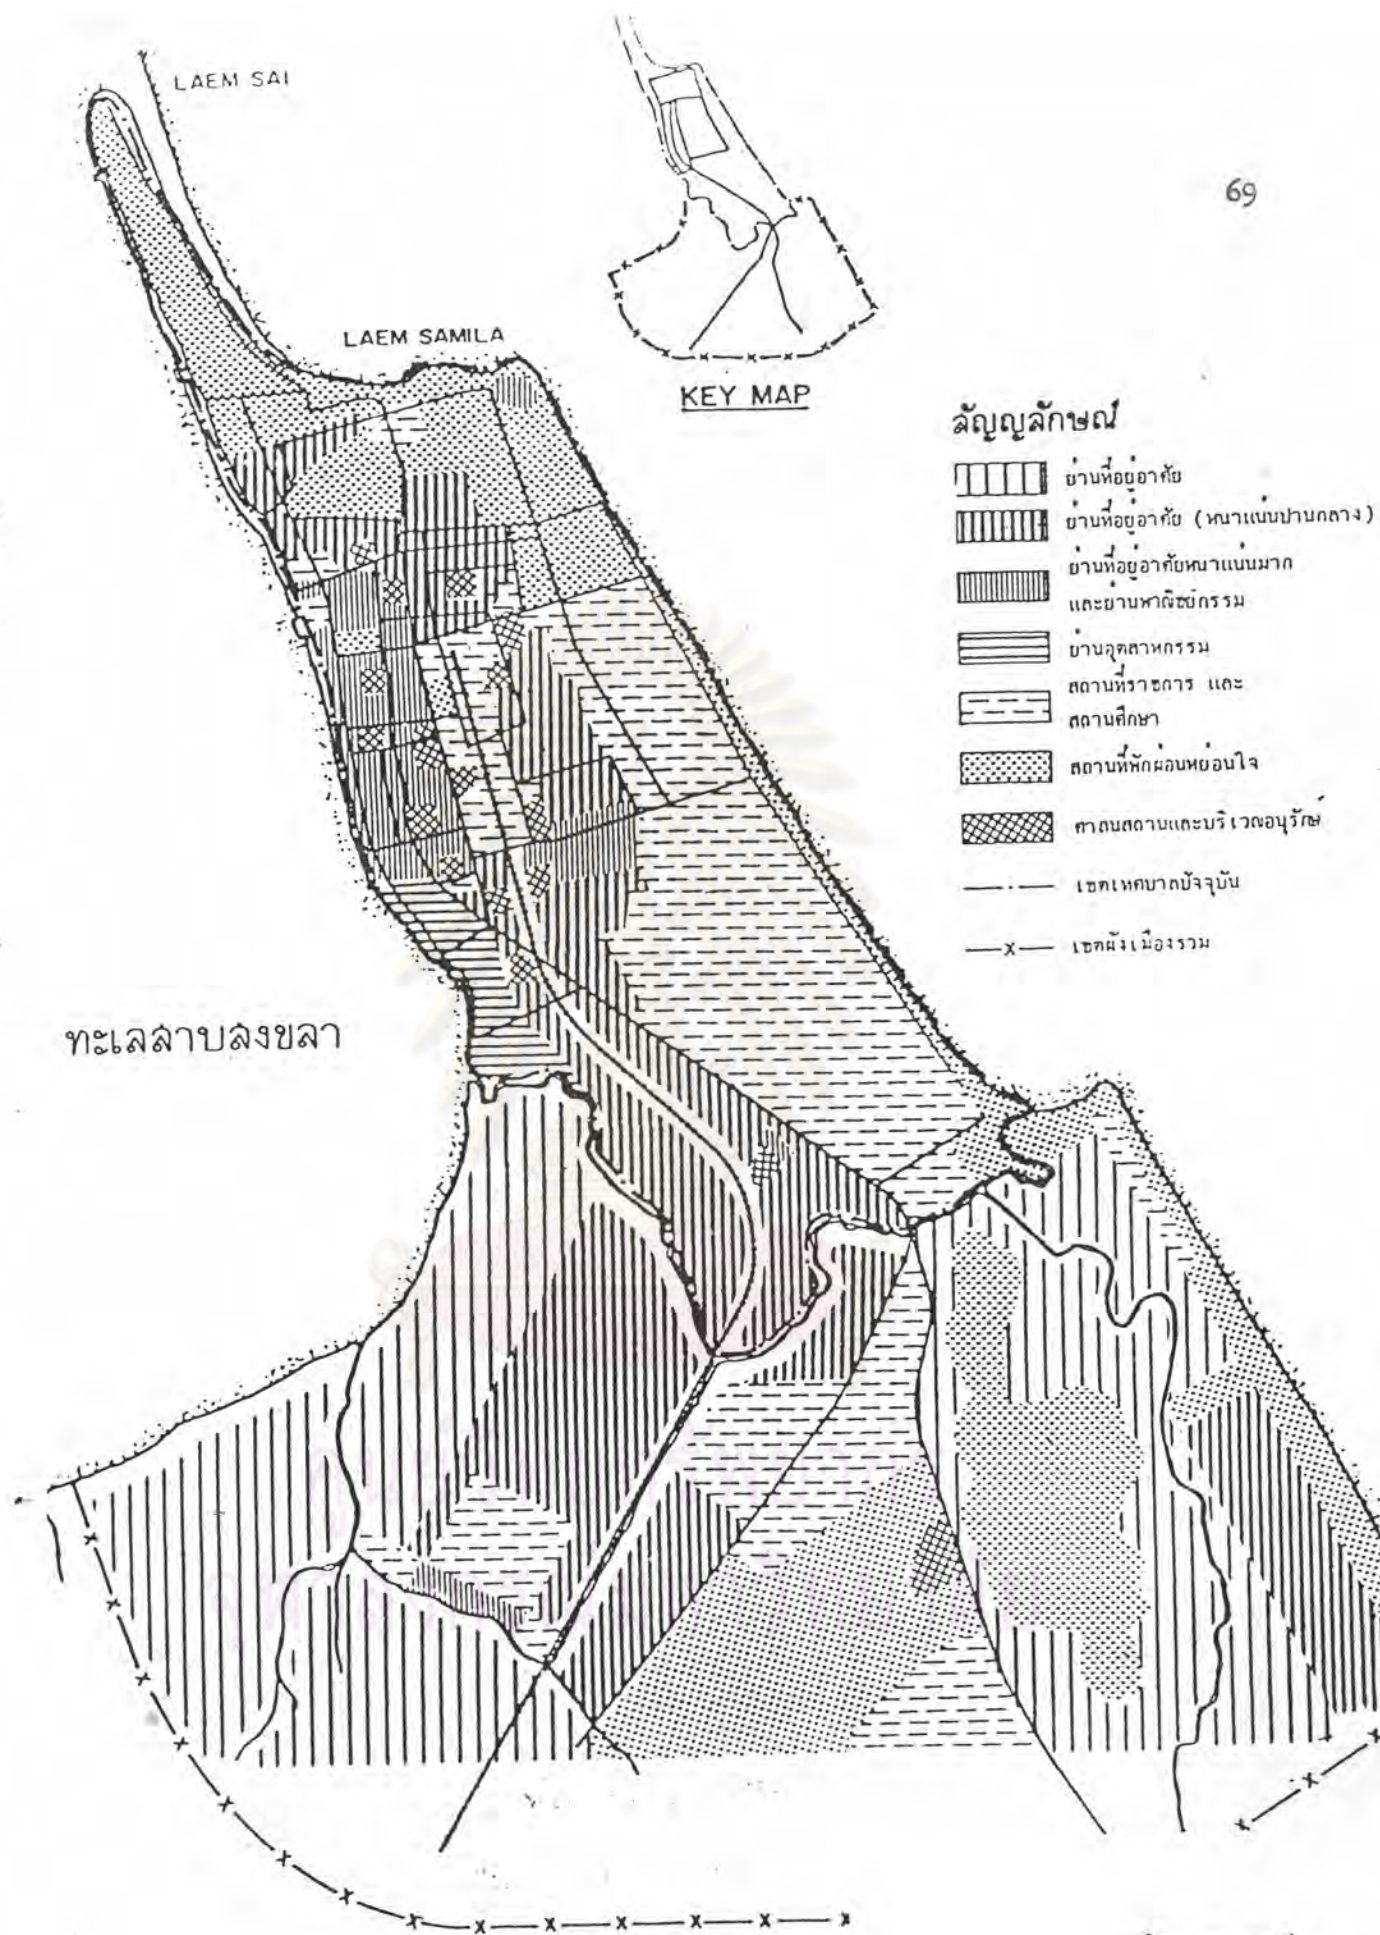 LAEM SAI
69
LAEM SAMILA
KEY MAP
สัญญลักษณ์
ย่านที่อยู่อาศัย
ย่านที่อยู่อาศัย (หนาแน่นปานกลาง)
ย่านที่อยู่อาศัยหนาแน่นมาก
และย่านพาณิชย์กรรม
ย่านอุตสาหกรรม
สถานที่ราชการ และ
สถานศึกษา
สถานที่พักผ่อนหย่อนใจ
ศาสนสถานและบริเวณอนุรักษ์
เขตเทศบาลปัจจุบัน
เขตผังเมืองรวม
ทะเลสาบสงขลา